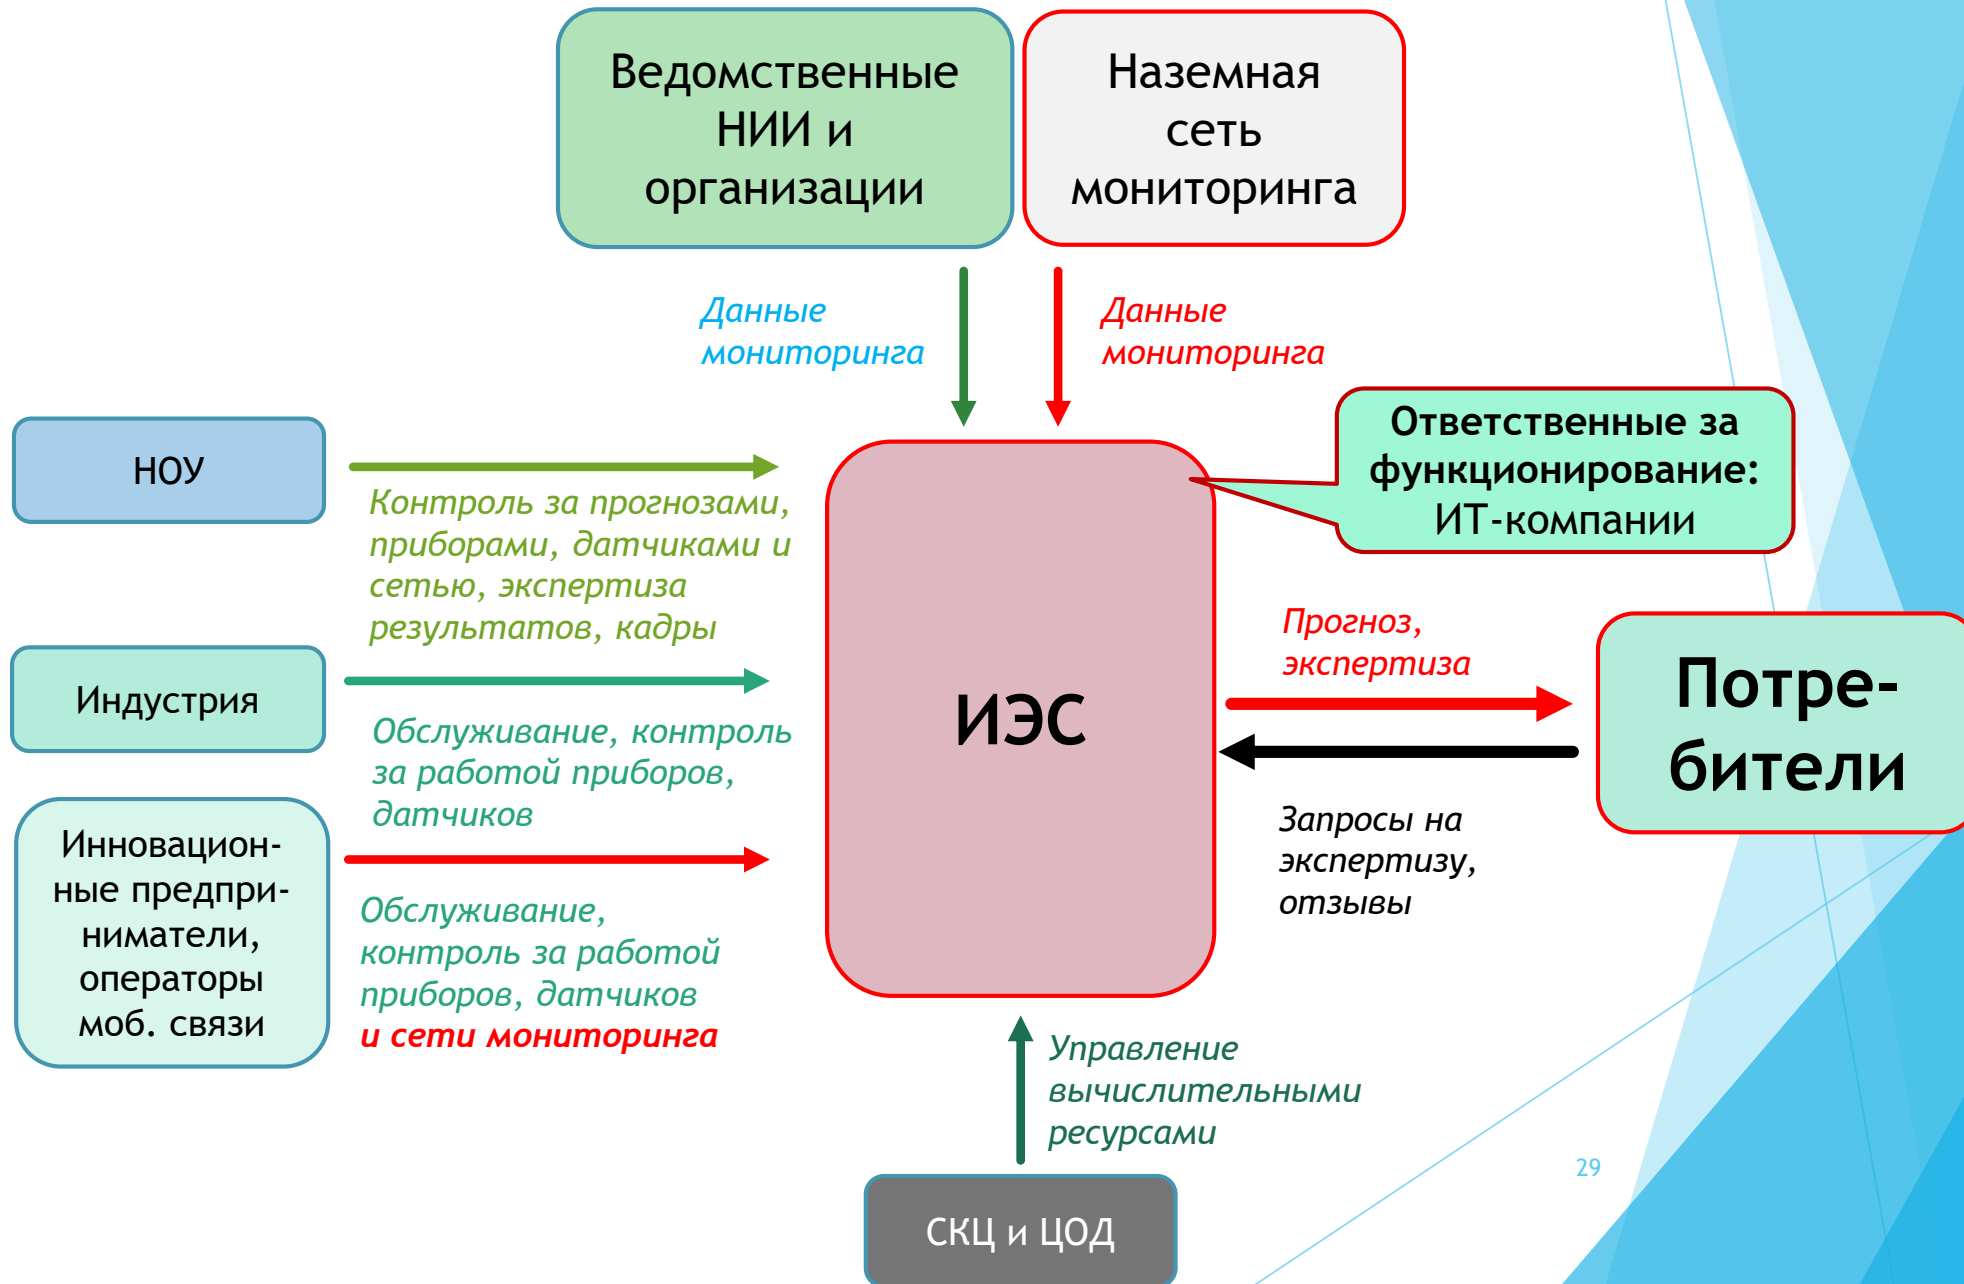 Ведомственные
НИИ и
организации
Наземная
сеть
мониторинга
Данные
мониторинга
Данные
мониторинга
НОУ
Контроль за прогнозами,
приборами, датчиками и
сетью, экспертиза
результатов, кадры
Ответственные за
функционирование:
ИТ-компании
Индустрия
Обслуживание, контроль
за работой приборов,
датчиков
ИЭС
Прогноз,
экспертиза
Потре-
бители
Запросы на
экспертизу,
отзывы
Инновацион-
ные предпри-
ниматели,
операторы
моб. связи
Обслуживание,
контроль за работой
приборов, датчиков
и сети мониторинга
Управление
вычислительными
ресурсами
СКЦ и ЦОД
29